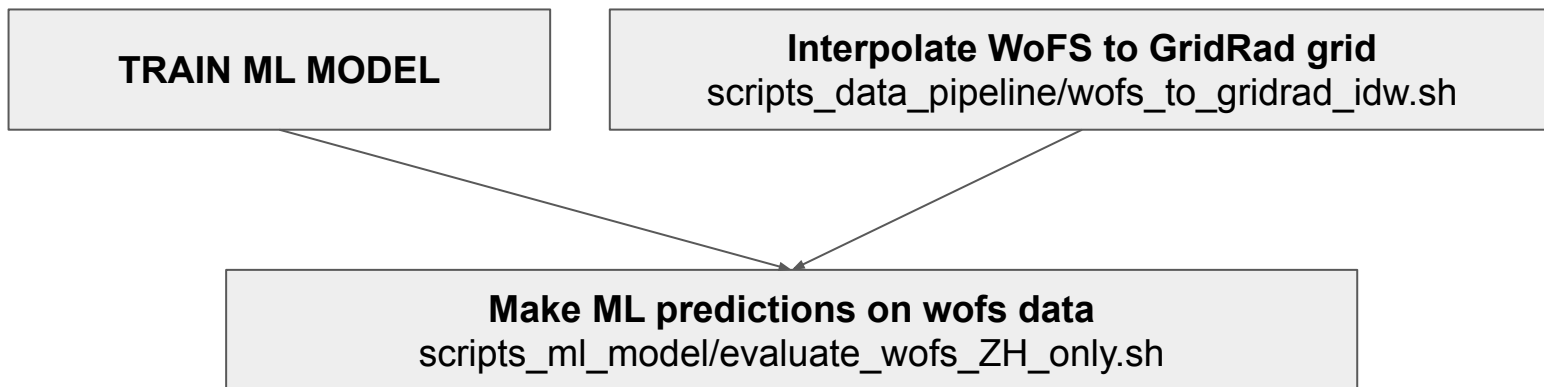 TRAIN ML MODEL
Interpolate WoFS to GridRad grid
scripts_data_pipeline/wofs_to_gridrad_idw.sh
Make ML predictions on wofs data
scripts_ml_model/evaluate_wofs_ZH_only.sh